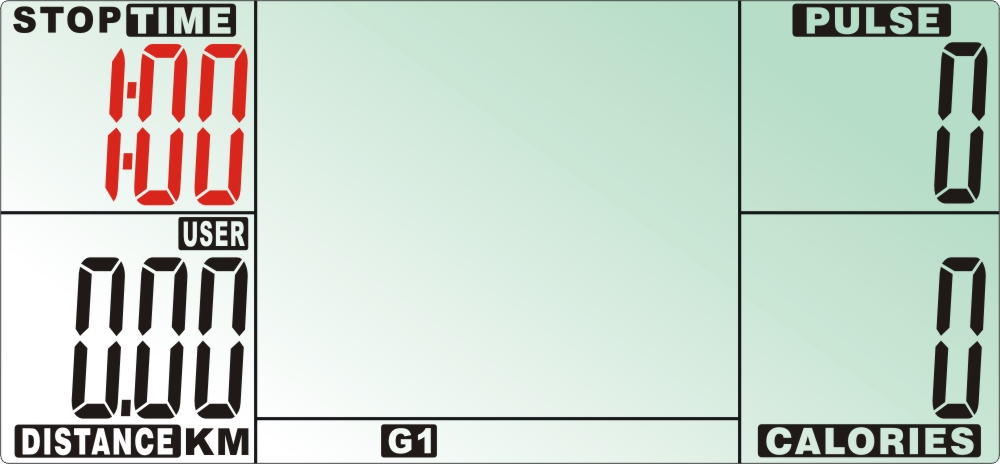 STOP TIME
1:00
USER
0.00
DISTANCE KM
G1
PULSE
0
0
CALORIES